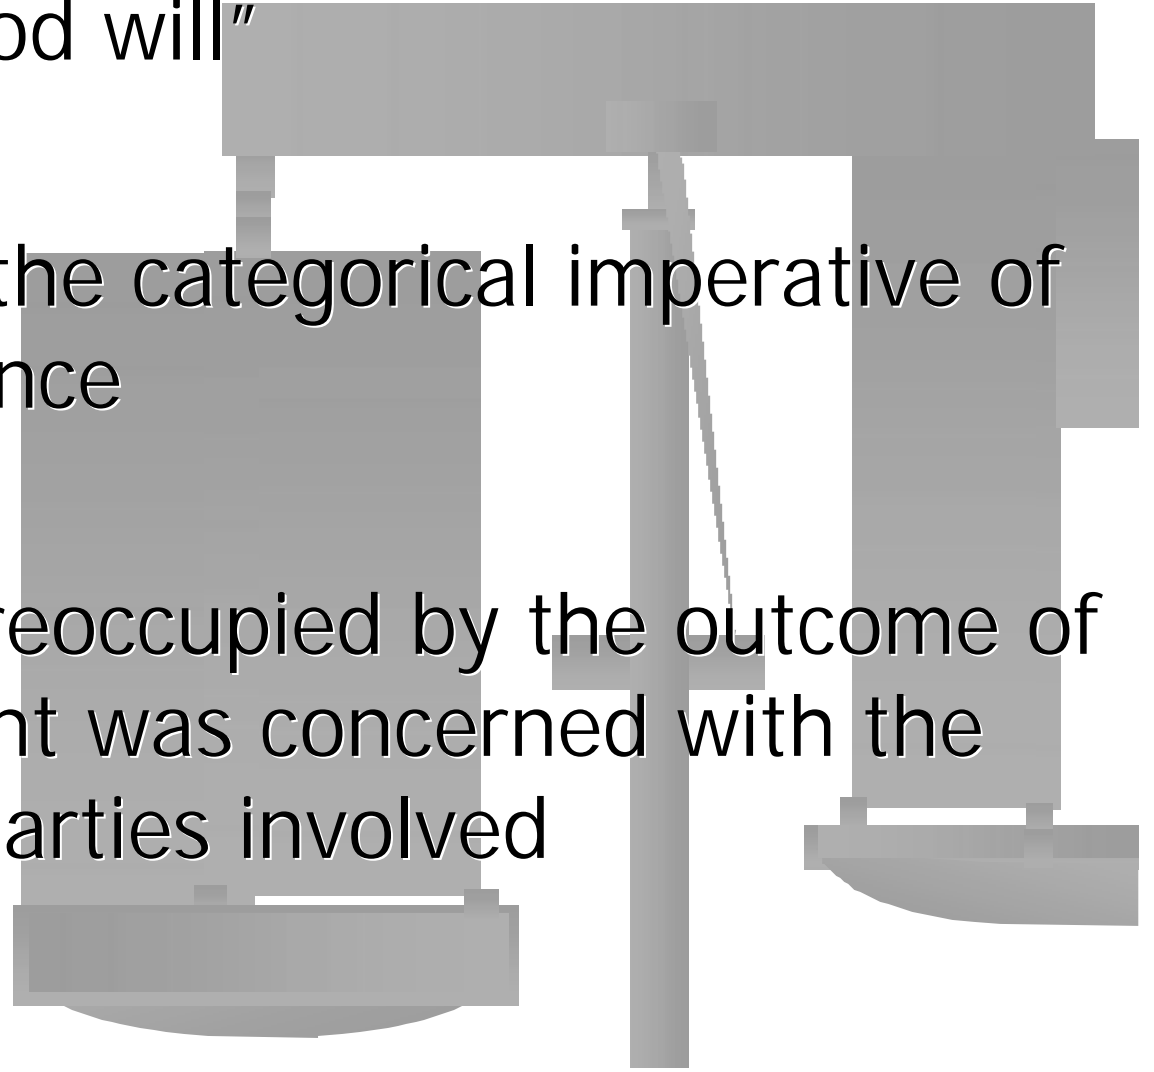 od will”
the categorical imperative of
nce
reoccupied by the outcome of
nt was concerned with the
arties involved